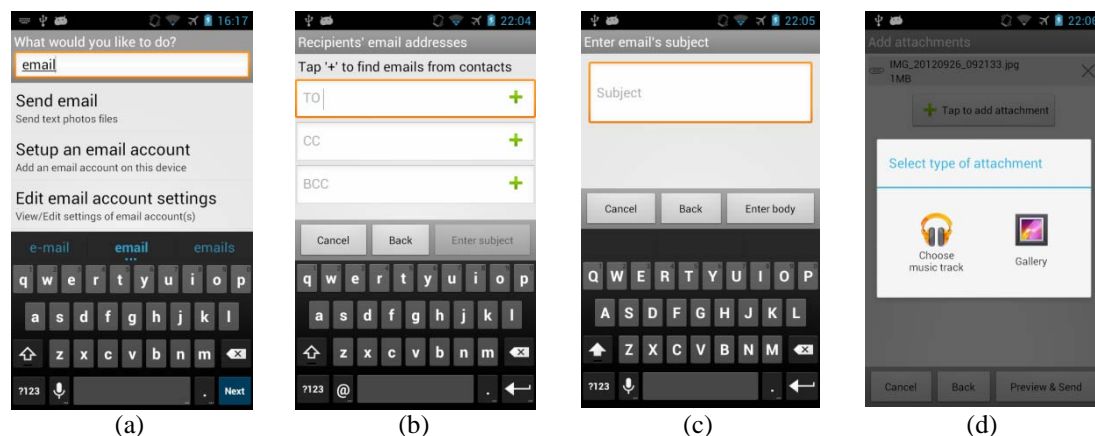 16:17
What would you like to do?
email
Send email
Send text photos files
Setup an email account
Add an email account on this device
Edit email account settings
View/Edit settings of email account(s)
e-mail email emails
q w e r t y u i o p
a s d f g h j k l
z x c v b n m
?123 . Next
(a)
22:04
Recipients' email addresses
Tap '+' to find emails from contacts
TO +
CC +
BCC +
Cancel Back Enter subject
q w e r t y u i o p
a s d f g h j k l
z x c v b n m
?123 @ .
(b)
22:05
Enter email's subject
Subject
Cancel Back Enter body
Q W E R T Y U I O P
A S D F G H J K L
Z X C V B N M
?123 .
(c)
22:06
Add attachments
IMG_20120926_092133.jpg
1MB
Tap to add attachment
Select type of attachment
Choose
music track
Gallery
Cancel Back Preview & Send
(d)